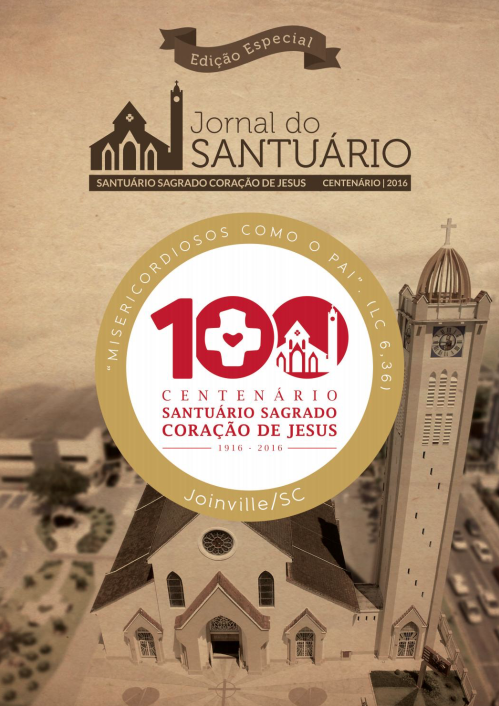 Edição Especial
Jornal do
SANTUÁRIO
SANTUÁRIO SAGRADO CORAÇÃO DE JESUS CENTENÁRIO | 2016
"MISERICORDIOSOS COMO O PAI". (LC 6,36)
100
CENTENÁRIO
SANTUÁRIO SAGRADO
CORAÇÃO DE JESUS
1916 - 2016
Joinville/SC